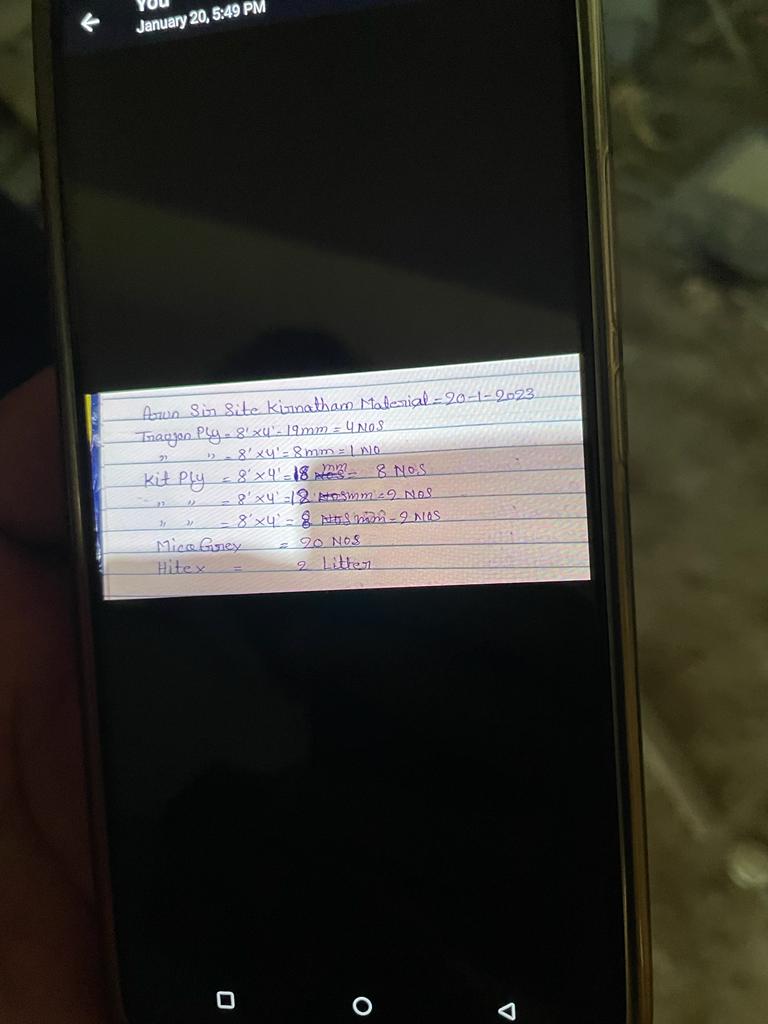 You
January 20, 5:49 PM
Arun Sir Site Kirnatham Material = 20-1-2023
Tragon Ply = 8'x4' = 19mm = 4 NOS
" " = 8'x4' = 8mm = 1 NO
Kit Ply = 8'x4' = 18 mm = 8 NOS
" " = 8'x4' = 12 mm = 2 NOS
" " = 8'x4' = 8 mm = 2 NOS
Mica Grey = 20 NOS
Hitex = 2 Litter